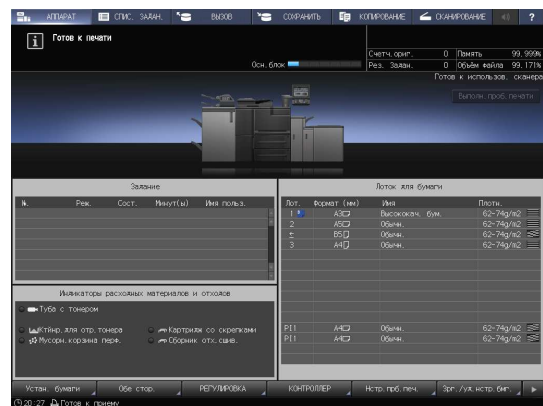 АППАРАТ СПИС. ЗАДАН. ВЫЗОВ СОХРАНИТЬ КОПИРОВАНИЕ СКАНИРОВАНИЕ ?
Готов к печати
Осн. блок
Счетч.ориг. 0 Память 99.999%
Рез. Задан. 0 Объём файла 99.171%
Готов к использов. сканера
Выполн.проб.печати
Задание
№. Реж. Сост. Минут(ы) Имя польз.
Лоток для бумаги
Лот. Формат (мм) Имя Плотн.
1 A3 Высококач. бум. 62-74g/m2
2 A5 Обычн. 62-74g/m2
B5 Обычн. 62-74g/m2
3 A4 Обычн. 62-74g/m2
PI1 A4 Обычн. 62-74g/m2
PI1 A4 Обычн. 62-74g/m2
Индикаторы расходных материалов и отходов
Туба с тонером
Ктйнр.для отр.тонера Картридж со скрепками
Мусорн.корзина перф. Сборник отх.сшив.
Устан. бумаги Обе стор. РЕГУЛИРОВКА КОНТРОЛЛЕР Нстр.прб.печ. Зрг./уд.нстр.бмг.
20:27 Готов к приему